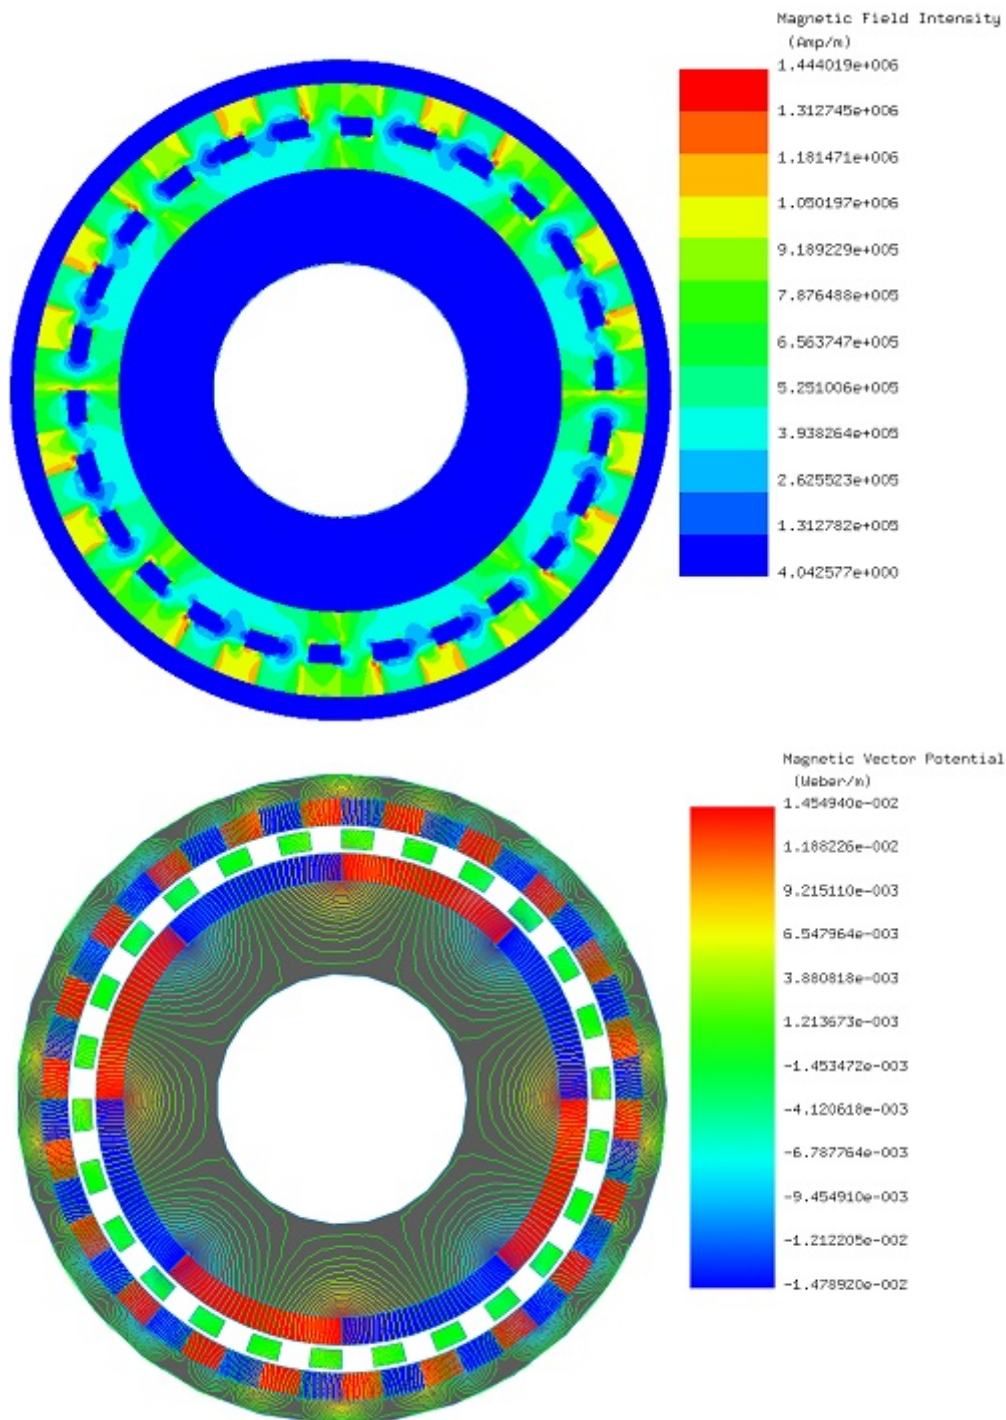 Magnetic Field Intensity
(Amp/m)
1.444019e+006
1.312745e+006
1.181471e+006
1.050197e+006
9.189229e+005
7.876488e+005
6.563747e+005
5.251006e+005
3.938264e+005
2.625523e+005
1.312782e+005
4.042577e+000
Magnetic Vector Potential
(Weber/m)
1.454940e-002
1.188226e-002
9.215110e-003
6.547964e-003
3.880818e-003
1.213673e-003
-1.453472e-003
-4.120618e-003
-6.787764e-003
-9.454910e-003
-1.212205e-002
-1.478920e-002